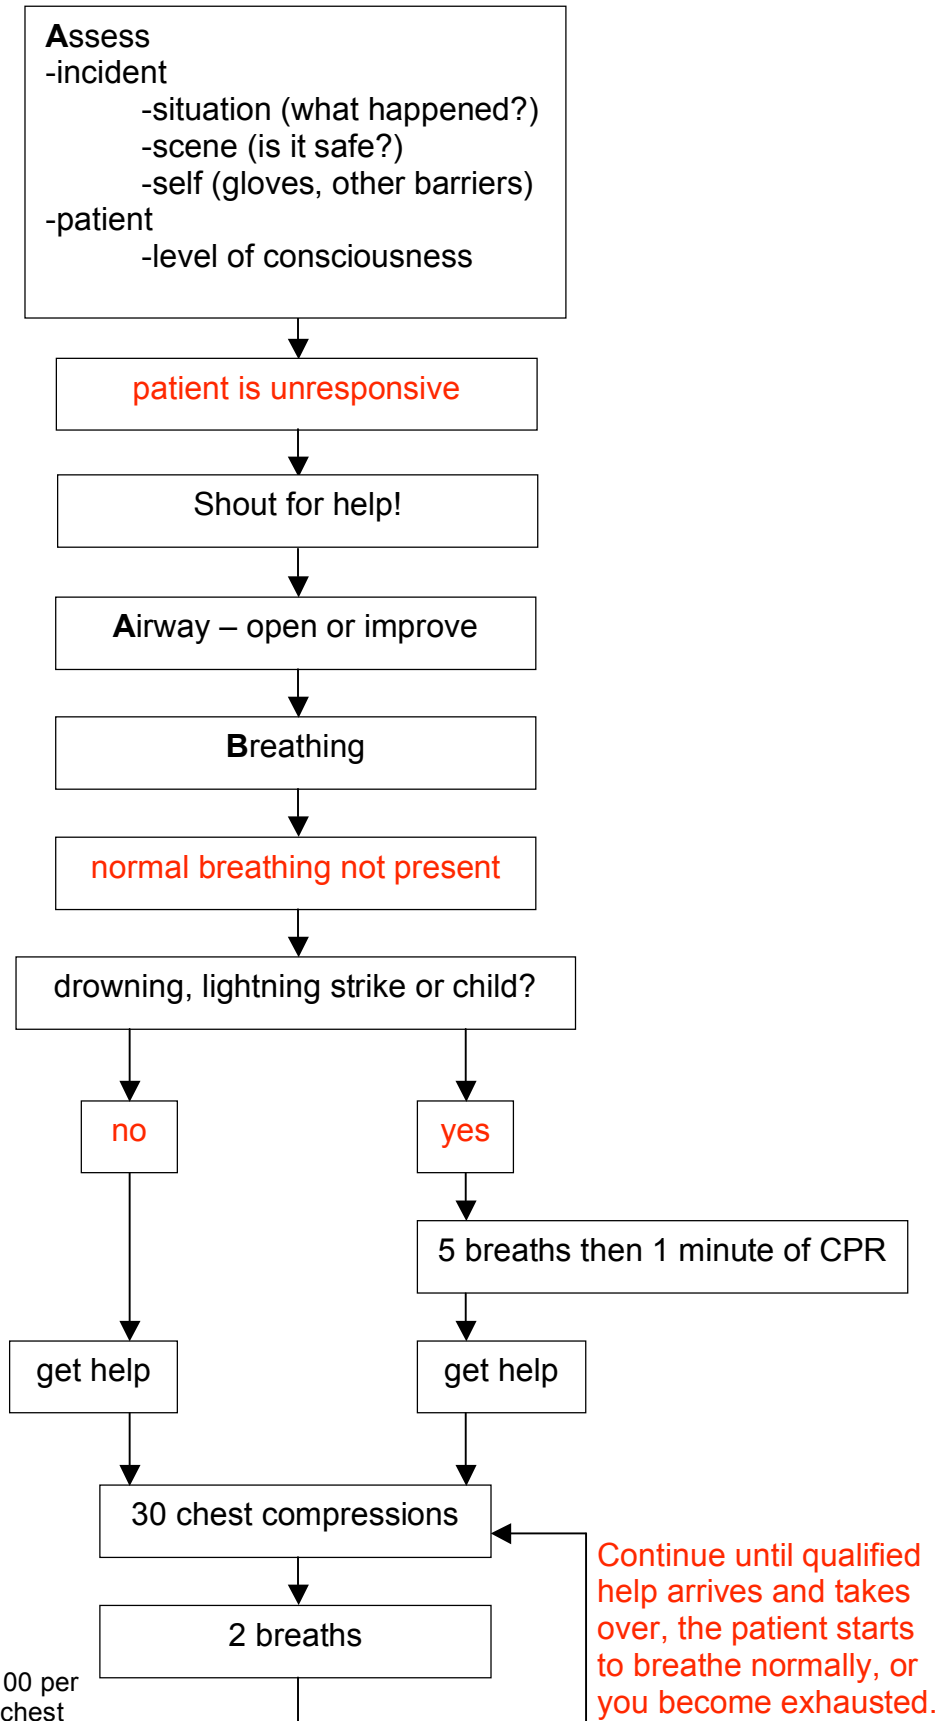 Assess
-incident
-situation (what happened?)
-scene (is it safe?)
-self (gloves, other barriers)
-patient
-level of consciousness
patient is unresponsive
Shout for help!
Airway – open or improve
Breathing
normal breathing not present
drowning, lightning strike or child?
no
yes
5 breaths then 1 minute of CPR
get help
get help
30 chest compressions
2 breaths
Continue until qualified
help arrives and takes
over, the patient starts
to breathe normally, or
you become exhausted.
00 per
chest